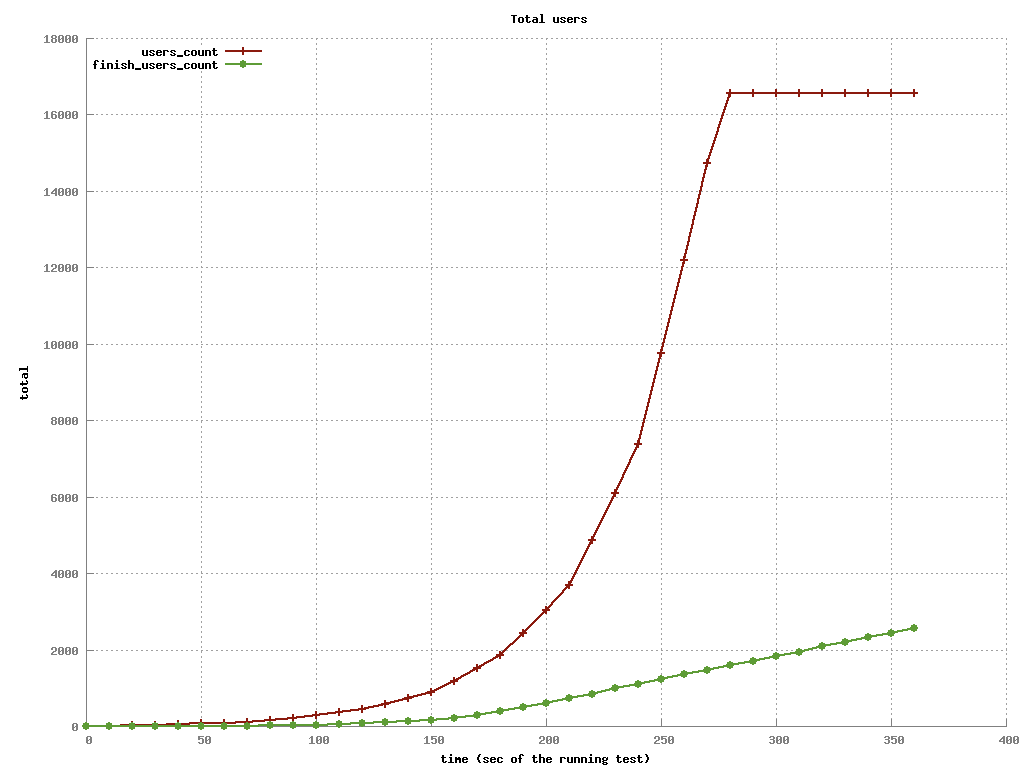 Total users
users_count
finish_users_count
18000
16000
14000
12000
10000
8000
6000
4000
2000
0
total
0 50 100 150 200 250 300 350 400
time (sec of the running test)